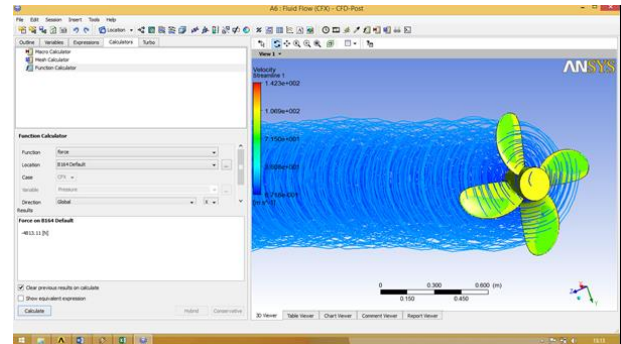 A6 : Fluid Flow (CFX) - CFD-Post
File Edit Session Insert Tools Help
Location
Outline Variables Expressions Calculators Turbo
Macro Calculator
Mesh Calculator
Function Calculator
Function Calculator
Function force
Location B164 Default
Case CFX
Variable Pressure
Direction Global X
Results
Force on B164 Default
-4813.11 [N]
Clear previous results on calculate
Show equivalent expression
Calculate Hybrid Conservative
View 1
Velocity
Streamline 1
1.423e+002
1.069e+002
7.150e+001
[m s^-1]
ANSYS
0 0.300 0.600 (m)
0.150 0.450
Z
Y
3D Viewer Table Viewer Chart Viewer Comment Viewer Report Viewer